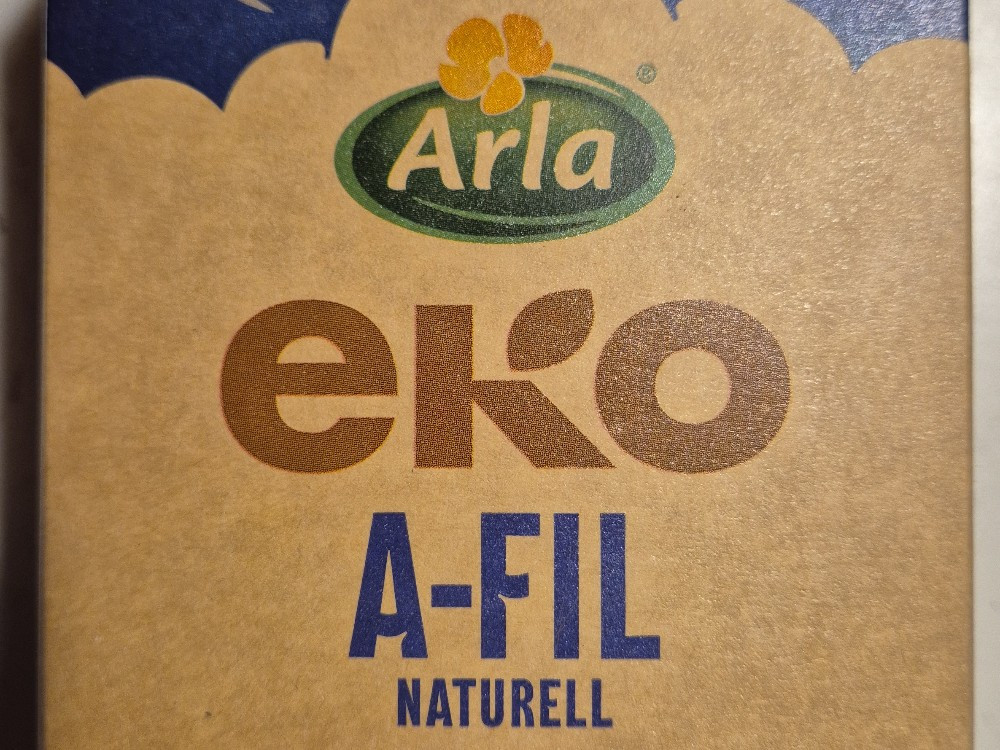 Arla ®
eko
A-FIL
NATURELL